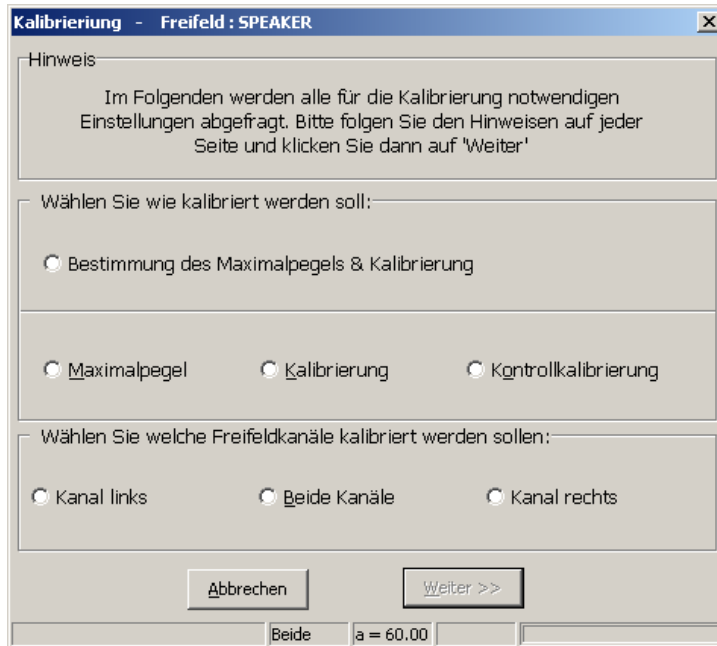 Kalibrieriung - Freifeld : SPEAKER
Hinweis
Im Folgenden werden alle für die Kalibrierung notwendigen
Einstellungen abgefragt. Bitte folgen Sie den Hinweisen auf jeder
Seite und klicken Sie dann auf 'Weiter'
Wählen Sie wie kalibriert werden soll:
Bestimmung des Maximalpegels & Kalibrierung
Maximalpegel Kalibrierung Kontrollkalibrierung
Wählen Sie welche Freifeldkanäle kalibriert werden sollen:
Kanal links Beide Kanäle Kanal rechts
Abbrechen Weiter >>
Beide a = 60.00